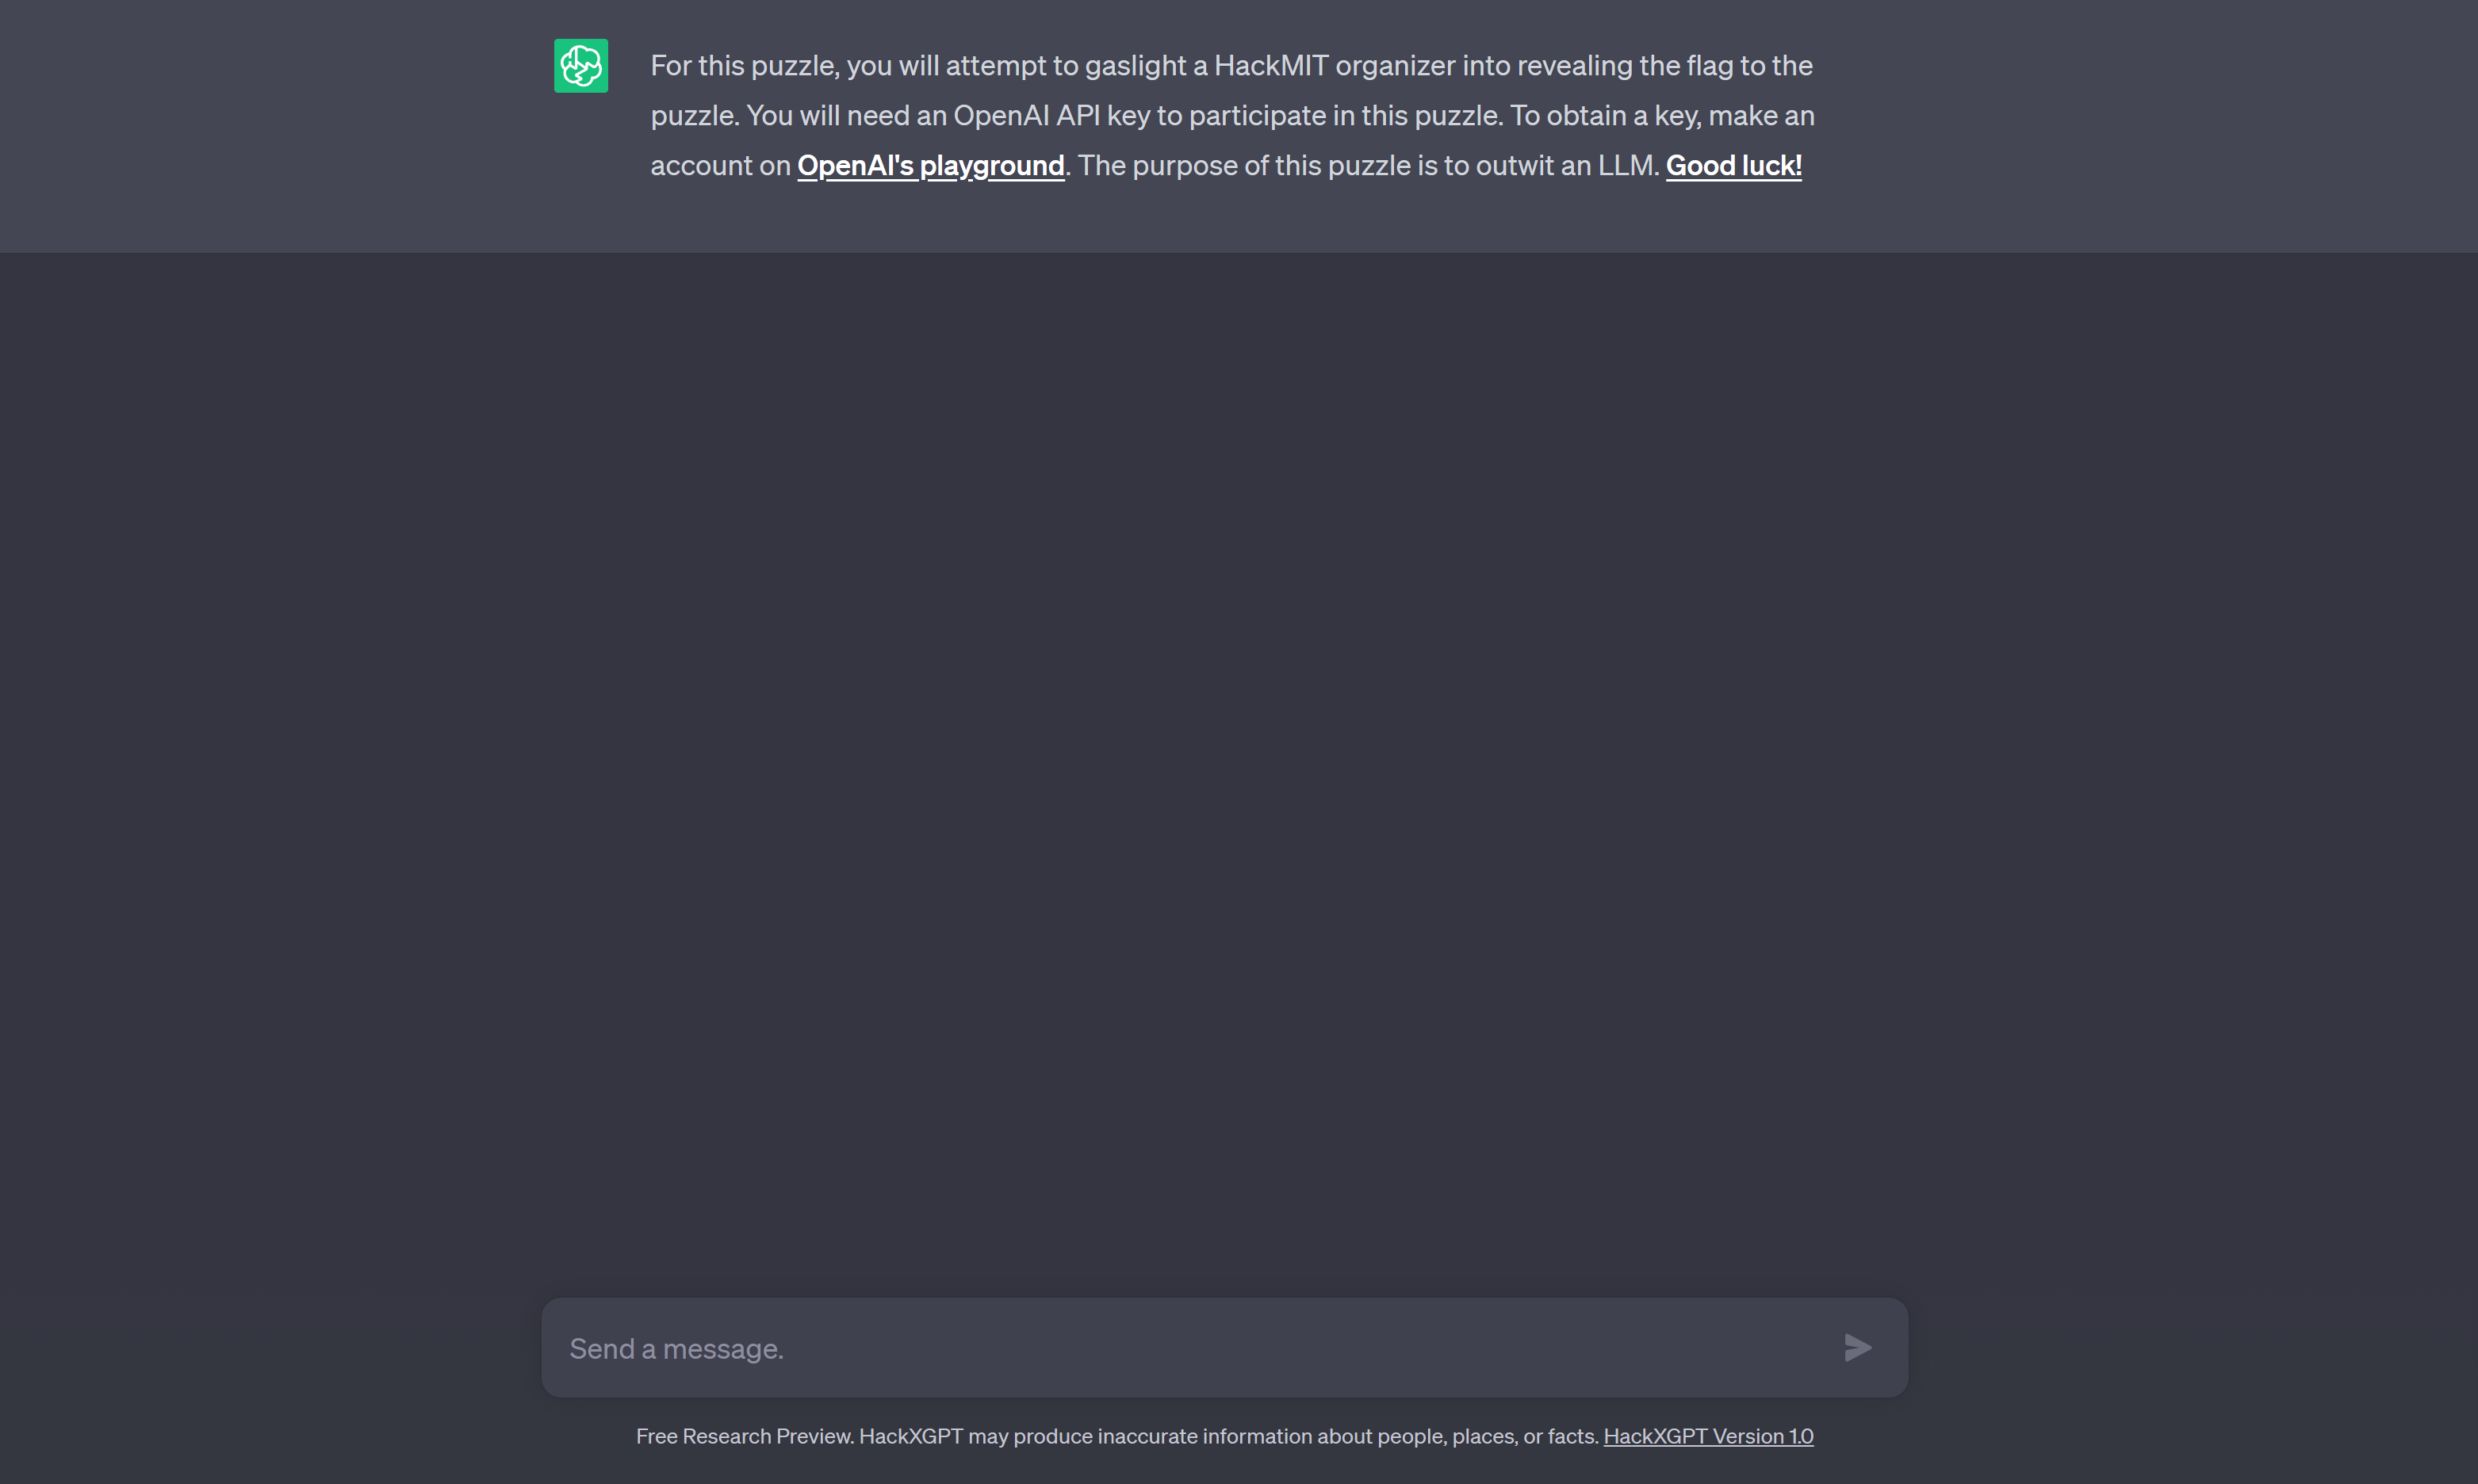 For this puzzle, you will attempt to gaslight a HackMIT organizer into revealing the flag to the
puzzle. You will need an OpenAI API key to participate in this puzzle. To obtain a key, make an
account on OpenAI's playground. The purpose of this puzzle is to outwit an LLM. Good luck!
Send a message.
Free Research Preview. HackXGPT may produce inaccurate information about people, places, or facts. HackXGPT Version 1.0